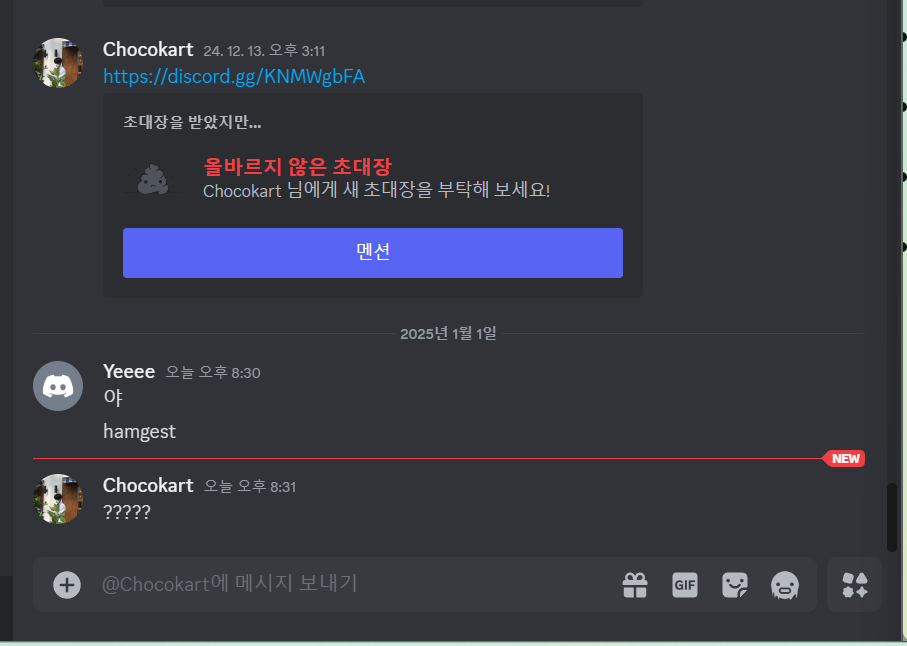 Chocokart 24. 12. 13. 오후 3:11
https://discord.gg/KNMWgbFA
초대장을 받았지만...
올바르지 않은 초대장
Chocokart 님에게 새 초대장을 부탁해 보세요!
멘션
2025년 1월 1일
Yeeee 오늘 오후 8:30
야
hamgest
NEW
Chocokart 오늘 오후 8:31
?????
@Chocokart에 메시지 보내기
GIF